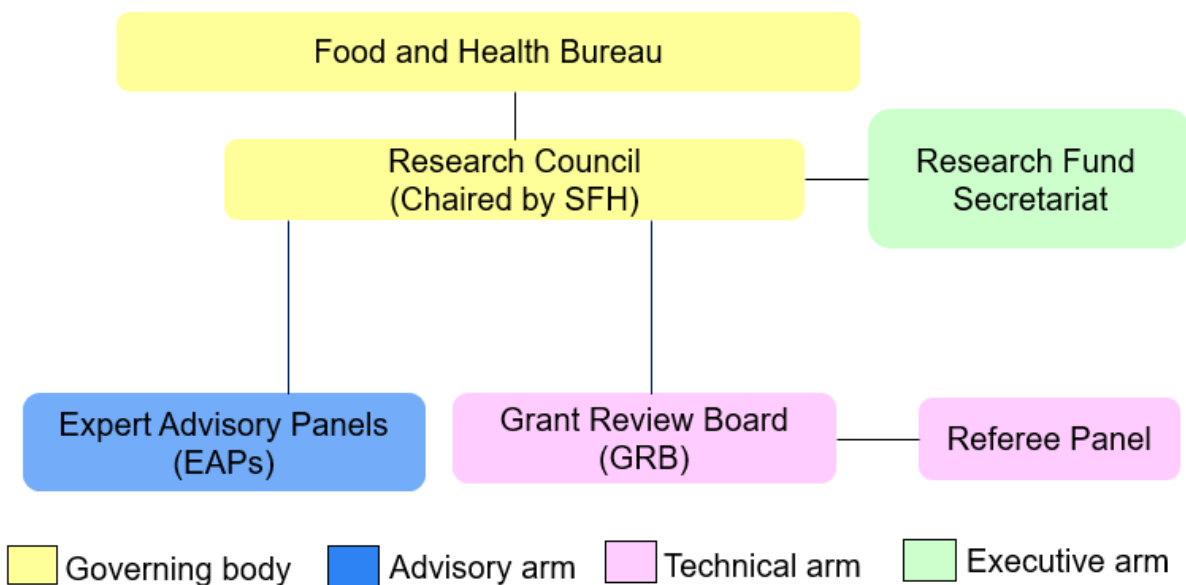 Food and Health Bureau
Research Council
(Chaired by SFH)
Research Fund
Secretariat
Expert Advisory Panels
(EAPs)
Grant Review Board
(GRB)
Referee Panel
Governing body
Advisory arm
Technical arm
Executive arm